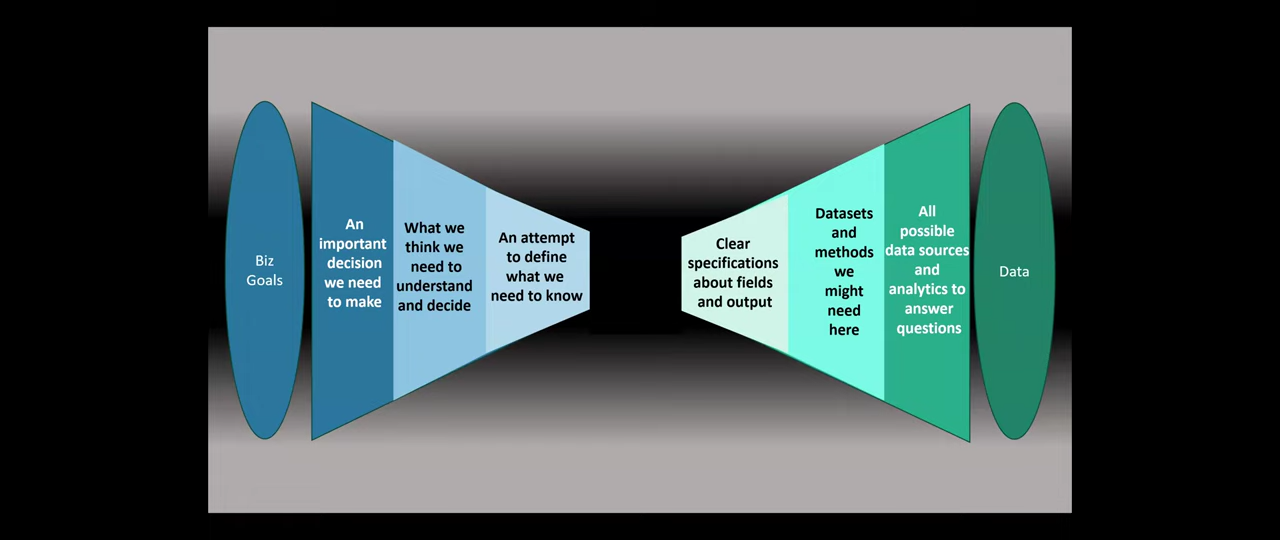 Biz
Goals
An
important
decision
we need
to make
What we
think we
need to
understand
and decide
An attempt
to define
what we
need to know
Clear
specifications
about fields
and output
Datasets
and
methods
we
might
need
here
All
possible
data sources
and
analytics to
answer
questions
Data